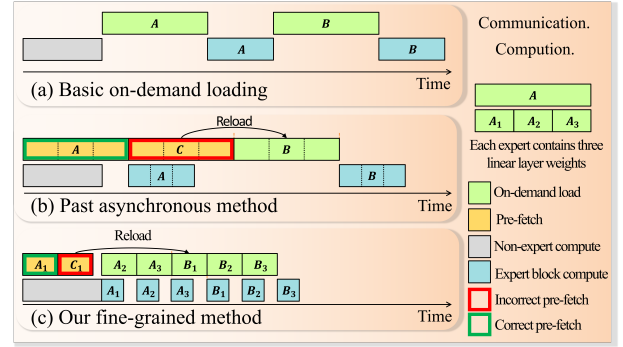 A
B
A
B
Time
(a) Basic on-demand loading
Reload
A
C
B
A
B
Time
(b) Past asynchronous method
Reload
A1
C1
A2
A3
B1
B2
B3
A1
A2
A3
B1
B2
B3
Time
(c) Our fine-grained method
Communication.
Compution.
A
A1
A2
A3
Each expert contains three
linear layer weights
On-demand load
Pre-fetch
Non-expert compute
Expert block compute
Incorrect pre-fetch
Correct pre-fetch